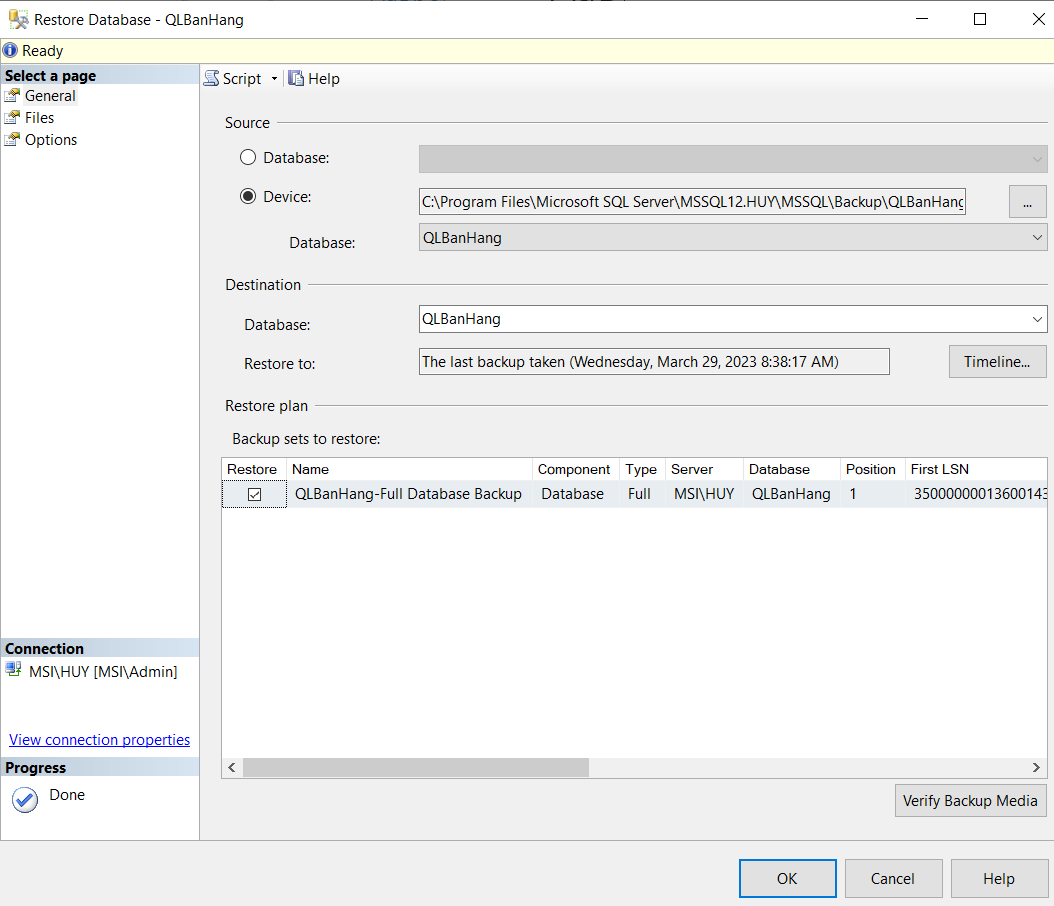 Restore Database - QLBanHang
Ready
Select a page
General
Files
Options
Script
Help
Source
Database:
Device:
C:\Program Files\Microsoft SQL Server\MSSQL12.HUY\MSSQL\Backup\QLBanHang
...
Database:
QLBanHang
Destination
Database:
QLBanHang
Restore to:
The last backup taken (Wednesday, March 29, 2023 8:38:17 AM)
Timeline...
Restore plan
Backup sets to restore:
Restore Name Component Type Server Database Position First LSN
QLBanHang-Full Database Backup Database Full MSI\HUY QLBanHang 1 35000000013600143
Connection
MSI\HUY [MSI\Admin]
View connection properties
Progress
Done
Verify Backup Media
OK
Cancel
Help